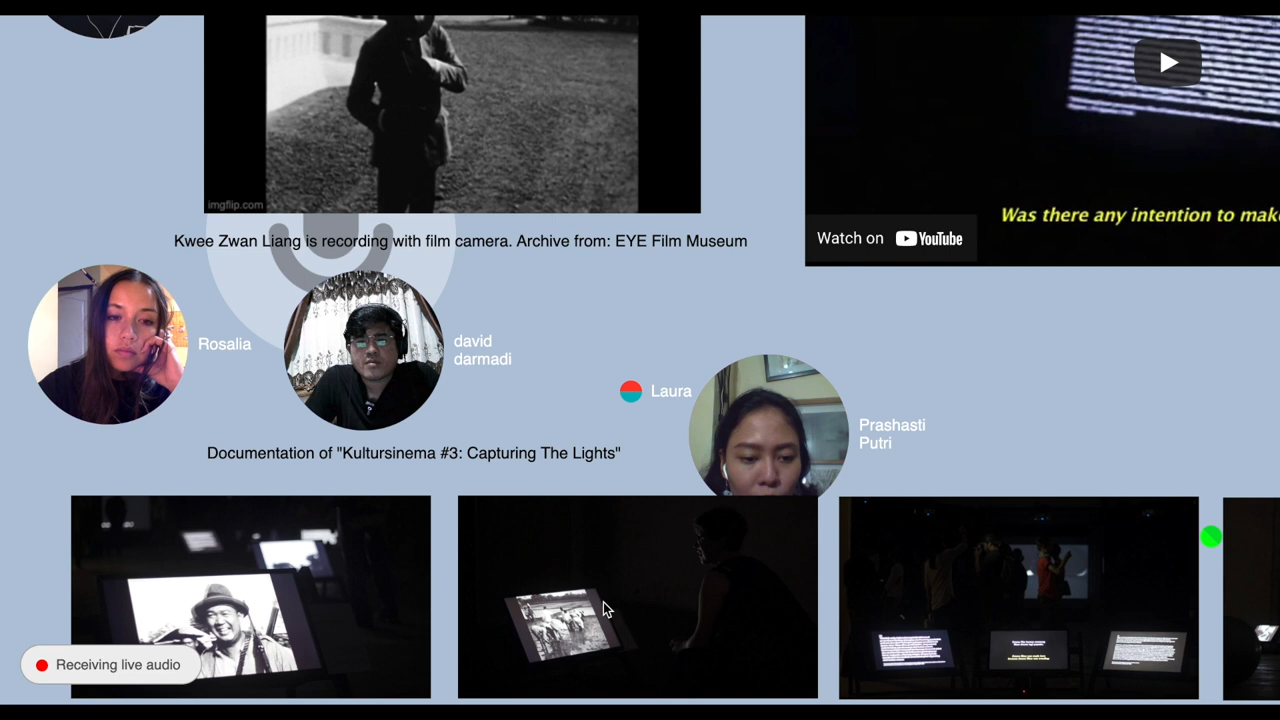 imgflip.com
Was there any intention to mak
Watch on YouTube
Kwee Zwan Liang is recording with film camera. Archive from: EYE Film Museum
Rosalia
david
darmadi
Laura
Prashasti
Putri
Documentation of "Kultursinema #3: Capturing The Lights"
Receiving live audio